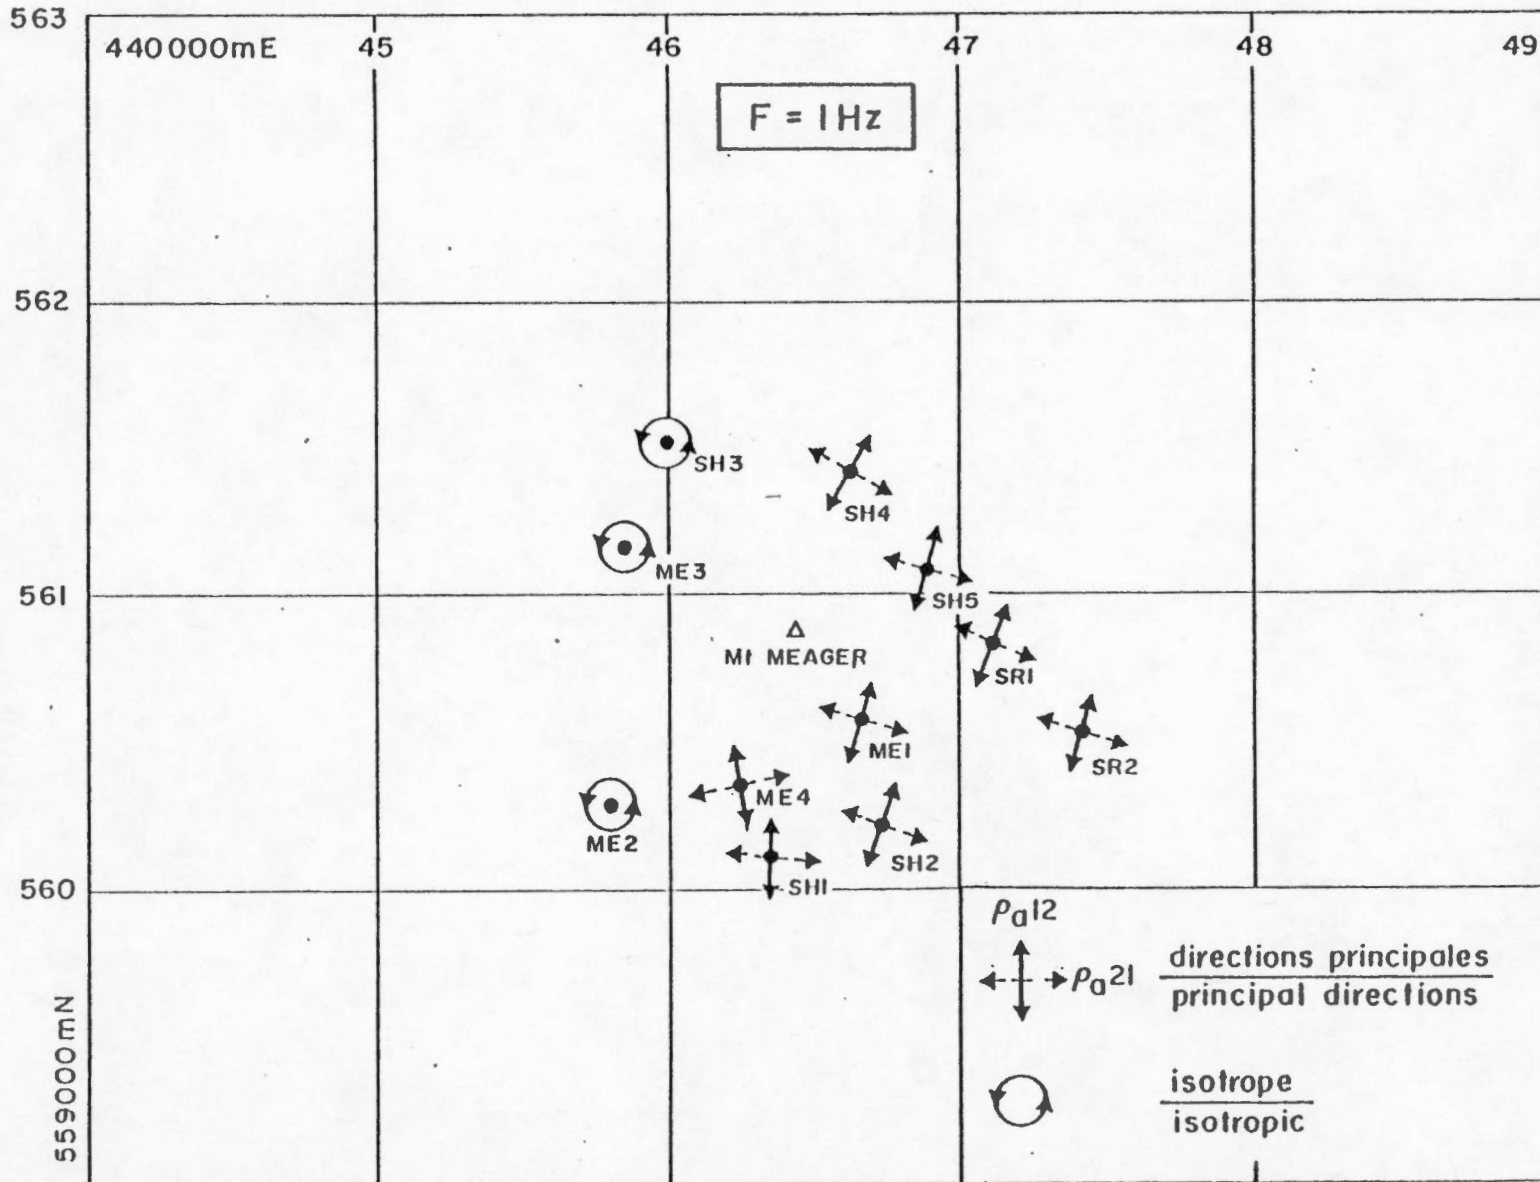 563
440000mE 45 46 47 48 49
F = 1Hz
562
SH3
SH4
ME3
561
SH5
Mt MEAGER
SR1
ME1
SR2
ME4
ME2
SH2
SH1
560
ρa12
ρa21
directions principales
principal directions
isotrope
isotropic
5590000mN